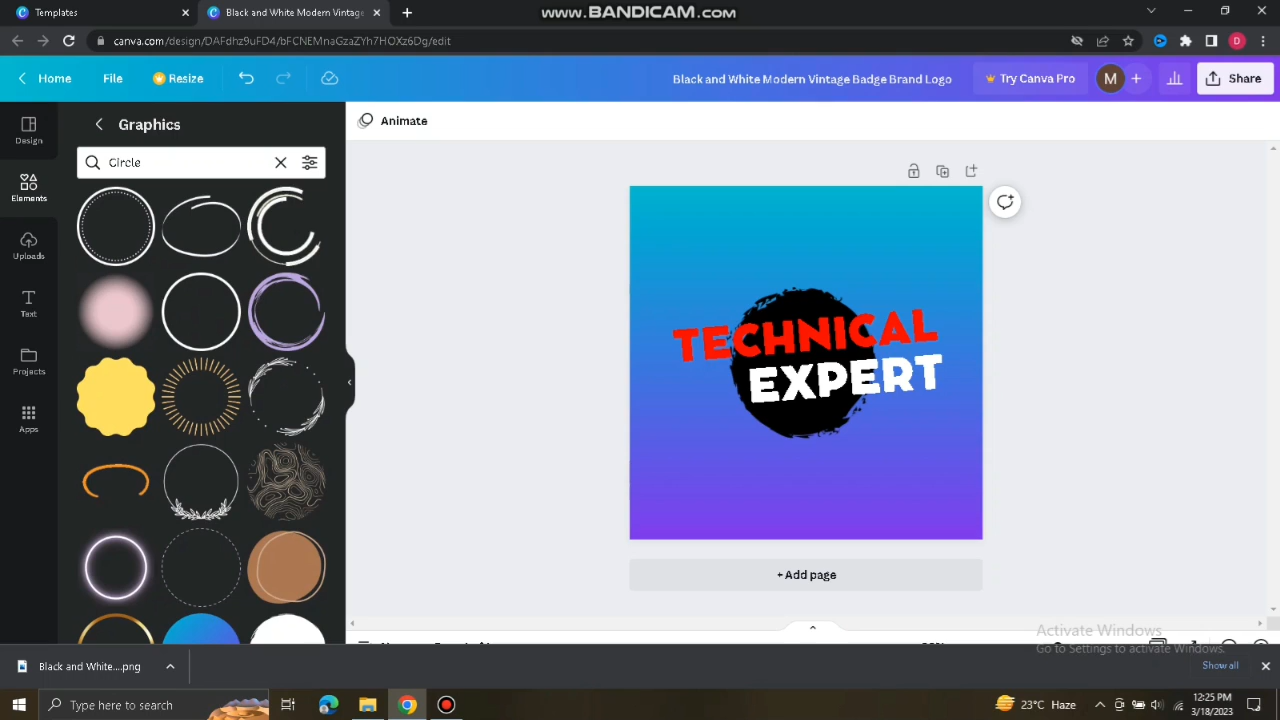 Templates
Black and White Modern Vintage
www.BANDICAM.com
canva.com/design/DAFdhz9uFD4/bFCNEMnaGzaZYh7HOXz6Dg/edit
D
Home
File
Resize
Black and White Modern Vintage Badge Brand Logo
Try Canva Pro
M
Share
Design
Elements
Uploads
Text
Projects
Apps
Graphics
Circle
Animate
TECHNICAL
EXPERT
+ Add page
Activate Windows
Go to Settings to activate Windows.
Black and White....png
Show all
Type here to search
23°C Haze
12:25 PM
3/18/2023